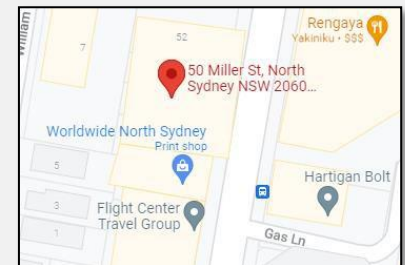 William
7
52
Rengaya
Yakiniku • $$$
50 Miller St, North
Sydney NSW 2060...
Worldwide North Sydney
Print shop
5
Hartigan Bolt
3
Flight Center
Travel Group
1
Gas Ln